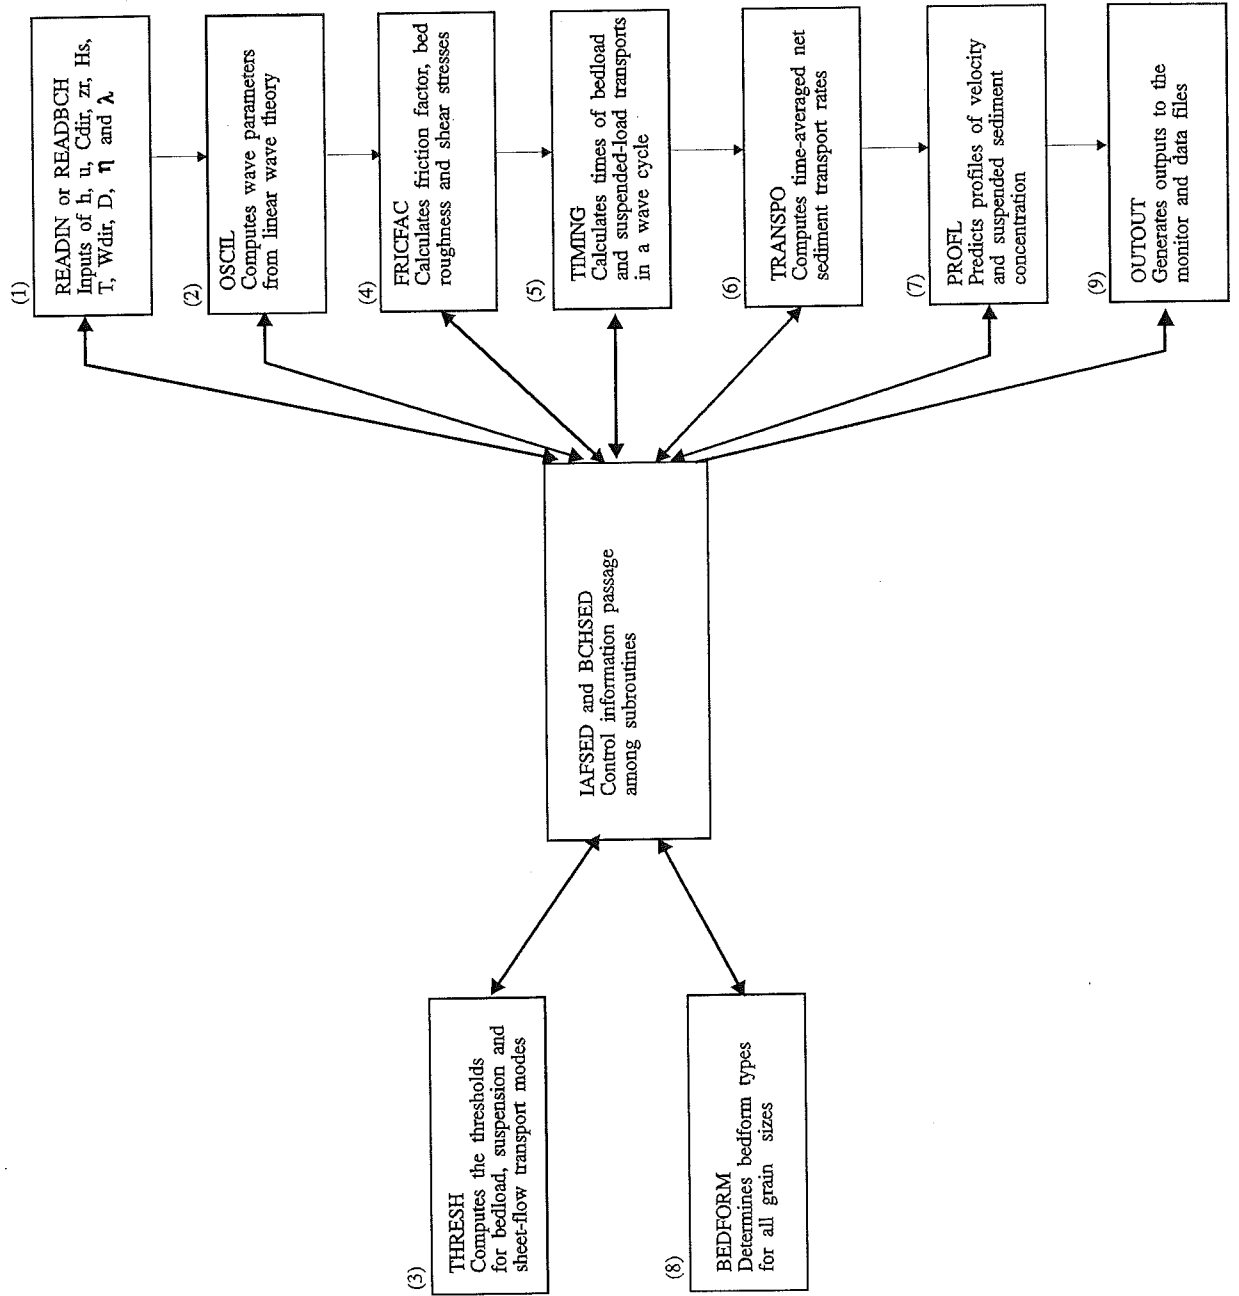 (1)
READIN or READBCH
Inputs of h, u, Cdir, zr, Hs,
T, Wdir, D, η and λ
(2)
OSCIL
Computes wave parameters
from linear wave theory
(4)
FRICFAC
Calculates friction factor, bed
roughness and shear stresses
(5)
TIMING
Calculates times of bedload
and suspended-load transports
in a wave cycle
(6)
TRANSPO
Computes time-averaged net
sediment transport rates
(7)
PROFL
Predicts profiles of velocity
and suspended sediment
concentration
(9)
OUTOUT
Generates outputs to the
monitor and data files
IAFSED and BCHSED
Control information passage
among subroutines
(3)
THRESH
Computes the thresholds
for bedload, suspension and
sheet-flow transport modes
(8)
BEDFORM
Determines bedform types
for all grain sizes